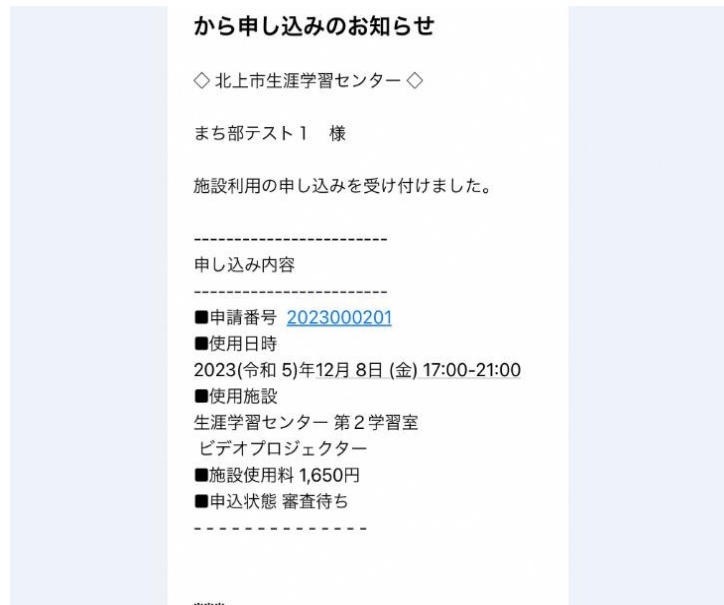 から申し込みのお知らせ
◇ 北上市生涯学習センター ◇
まち部テスト１　様
施設利用の申し込みを受け付けました。
------------------------
申し込み内容
------------------------
■申請番号 2023000201
■使用日時
2023(令和 5)年12月 8日 (金) 17:00-21:00
■使用施設
生涯学習センター 第２学習室
ビデオプロジェクター
■施設使用料 1,650円
■申込状態 審査待ち
- - - - - - - - - - - - - -
***